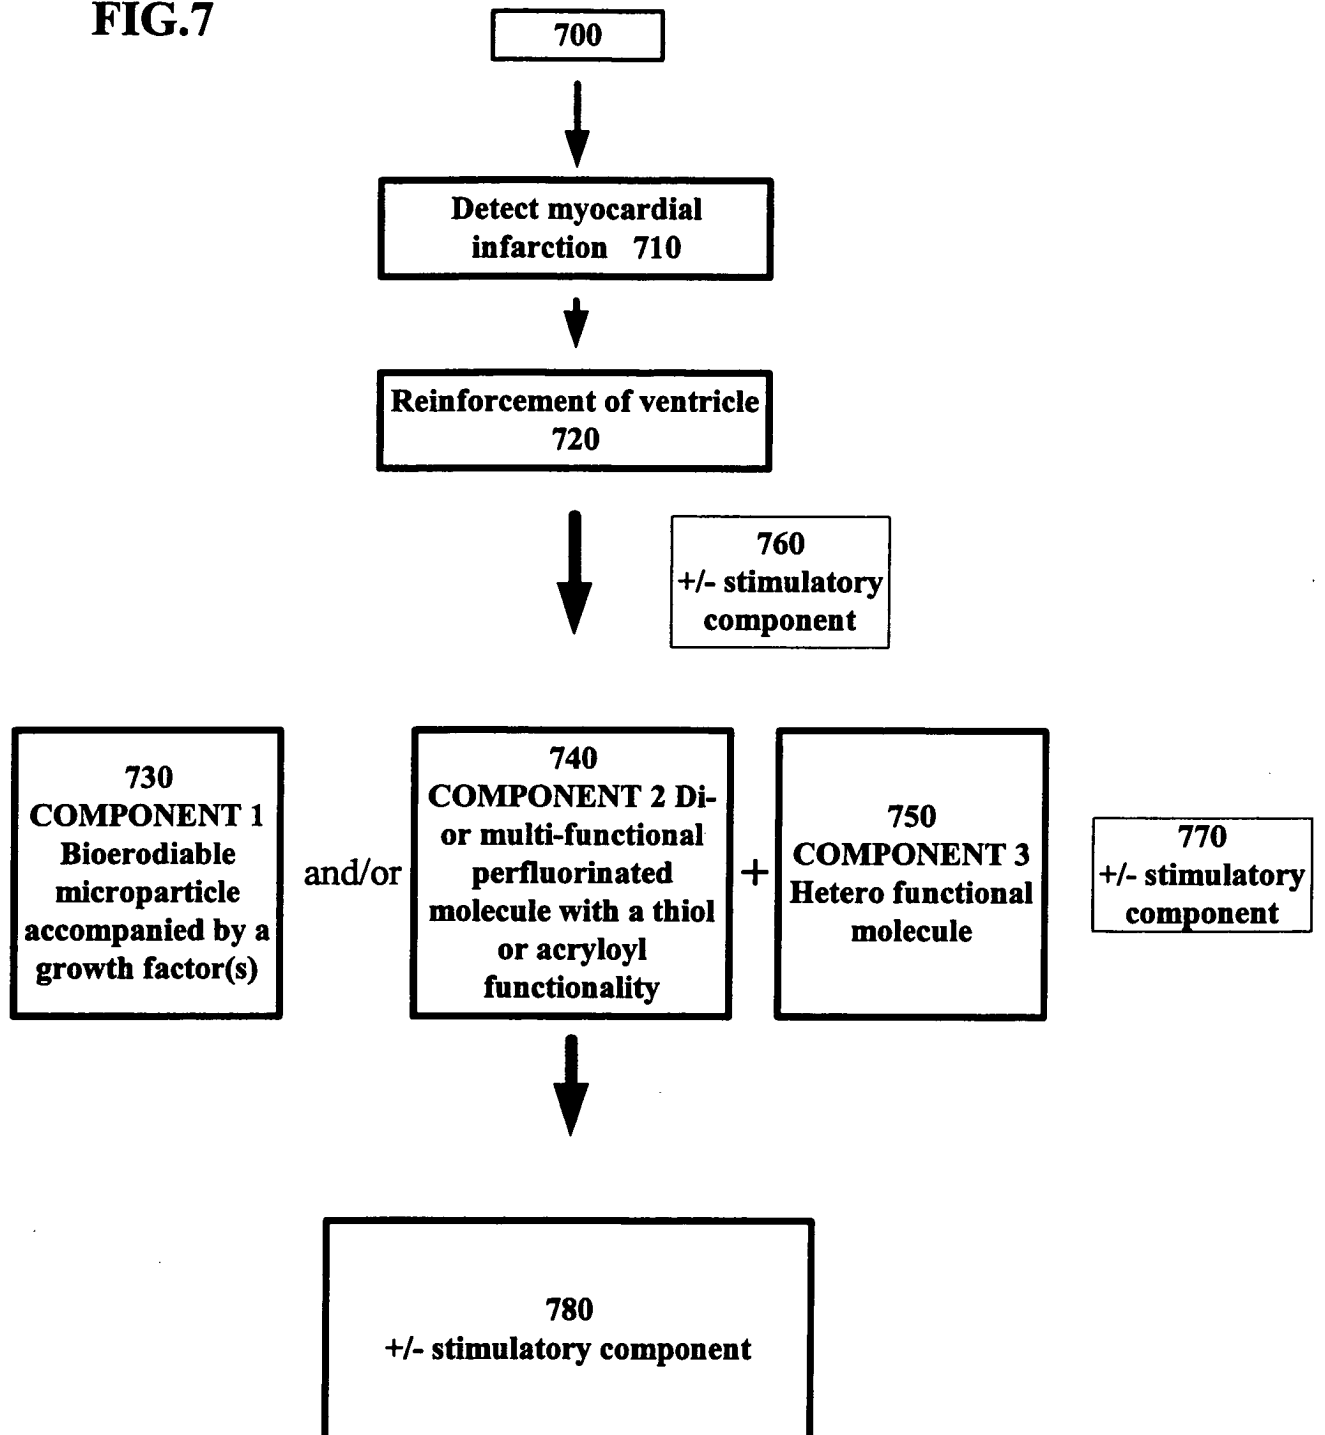 FIG.7
700
Detect myocardial
infarction 710
Reinforcement of ventricle
720
760
+/- stimulatory
component
730
COMPONENT 1
Bioerodiable
microparticle
accompanied by a
growth factor(s)
and/or
740
COMPONENT 2 Di-
or multi-functional
perfluorinated
molecule with a thiol
or acryloyl
functionality
+
750
COMPONENT 3
Hetero functional
molecule
770
+/- stimulatory
component
780
+/- stimulatory component